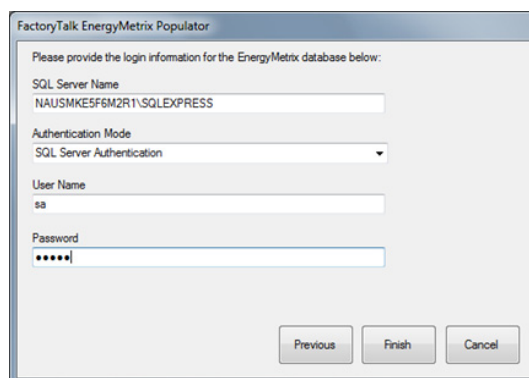 FactoryTalk EnergyMetrix Populator
Please provide the login information for the EnergyMetrix database below:
SQL Server Name
NAUSMKE5F6M2R1\SQLEXPRESS
Authentication Mode
SQL Server Authentication
User Name
sa
Password
●●●●●
Previous
Finish
Cancel